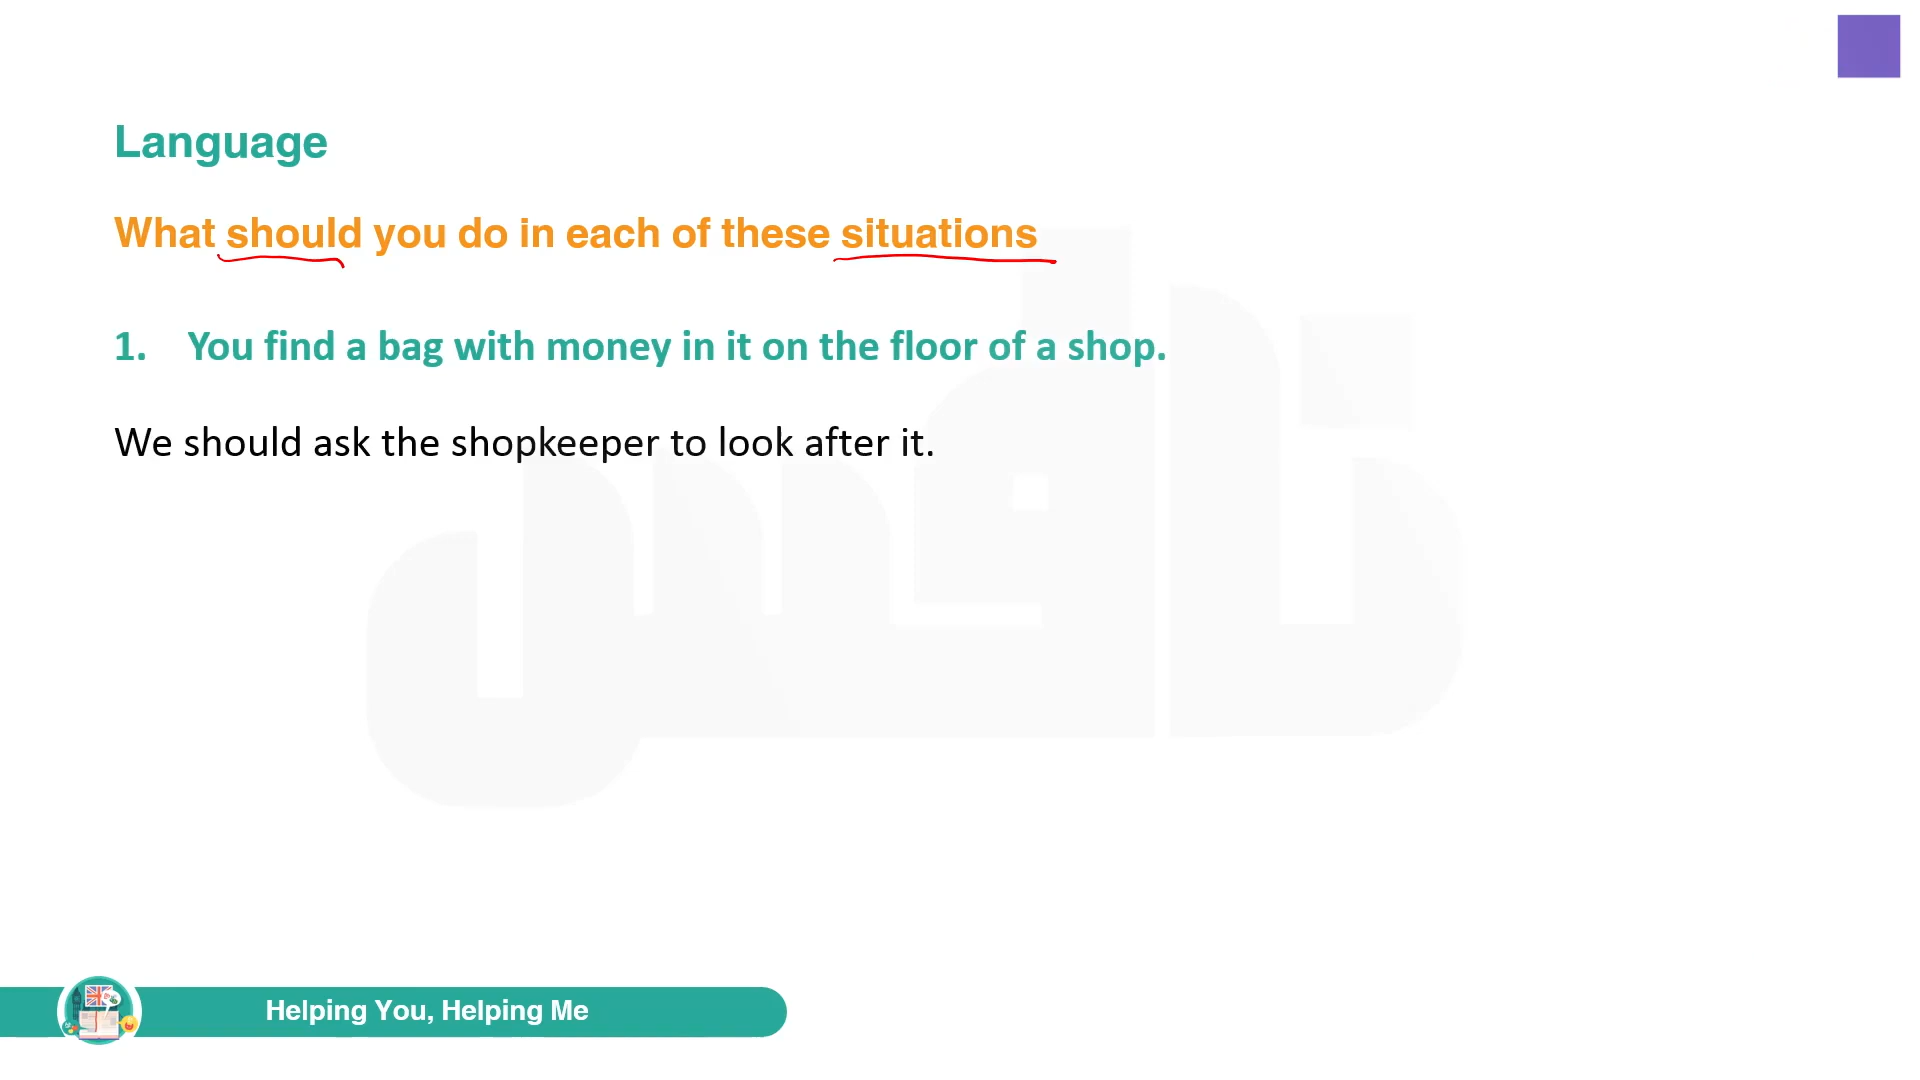 Language
What should you do in each of these situations
1. You find a bag with money in it on the floor of a shop.
We should ask the shopkeeper to look after it.
نافس
Helping You, Helping Me